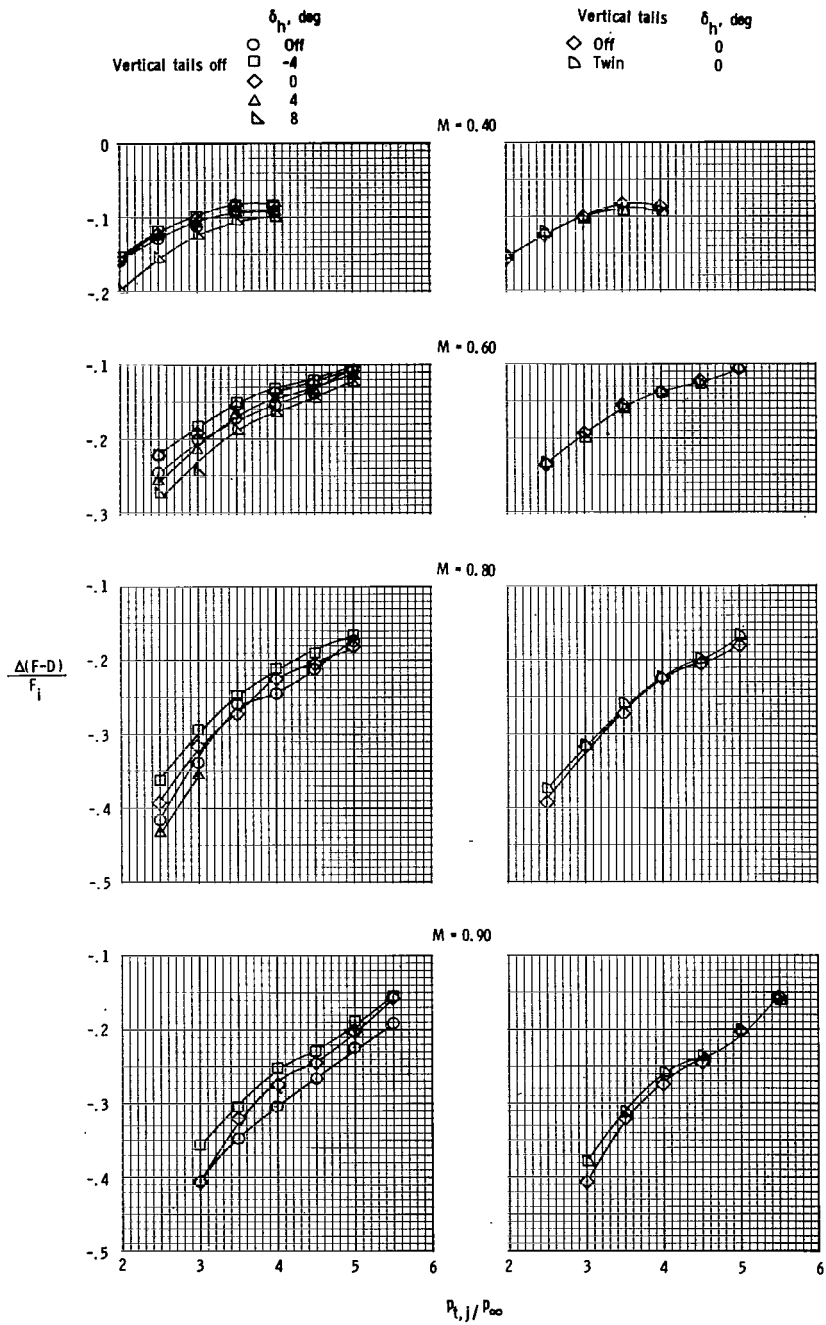 δh, deg
Vertical tails off
Off
-4
0
4
8
Vertical tails δh, deg
Off 0
Twin 0
M = 0.40
0
-.1
-.2
M = 0.60
-.1
-.2
-.3
M = 0.80
-.1
-.2
-.3
-.4
-.5
Δ(F-D)
Fi
M = 0.90
-.1
-.2
-.3
-.4
-.5
2 3 4 5 6 2 3 4 5 6
pt,j/p∞